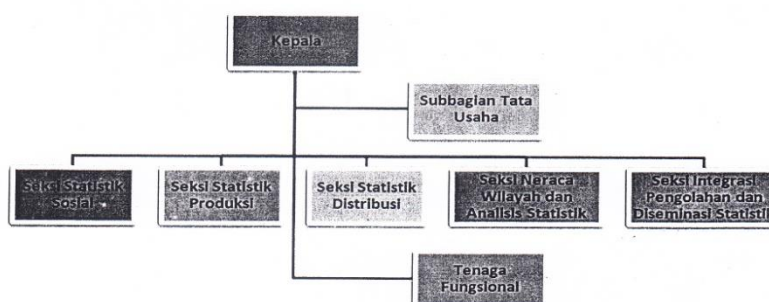 Kepala
Subbagian Tata
Usaha
Seksi Statistik
Sosial
Seksi Statistik
Produksi
Seksi Statistik
Distribusi
Seksi Neraca
Wilayah dan
Analisis Statistik
Seksi Integrasi
Pengolahan dan
Diseminasi Statistik
Tenaga
Fungsional